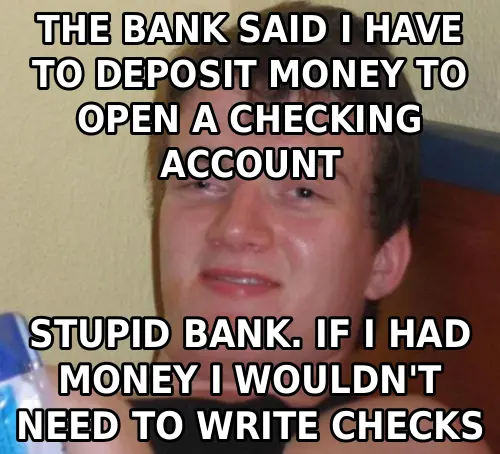 THE BANK SAID I HAVE
TO DEPOSIT MONEY TO
OPEN A CHECKING
ACCOUNT
STUPID BANK. IF I HAD
MONEY I WOULDN'T
NEED TO WRITE CHECKS